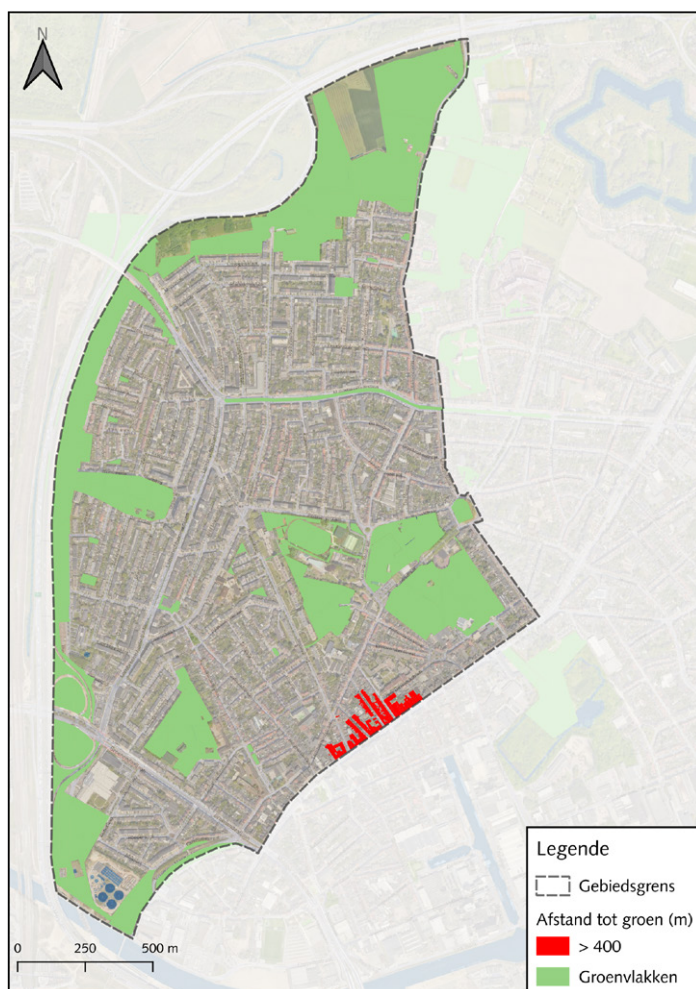 N
Legende
Gebiedsgrens
Afstand tot groen (m)
> 400
Groenvlakken
0 250 500 m